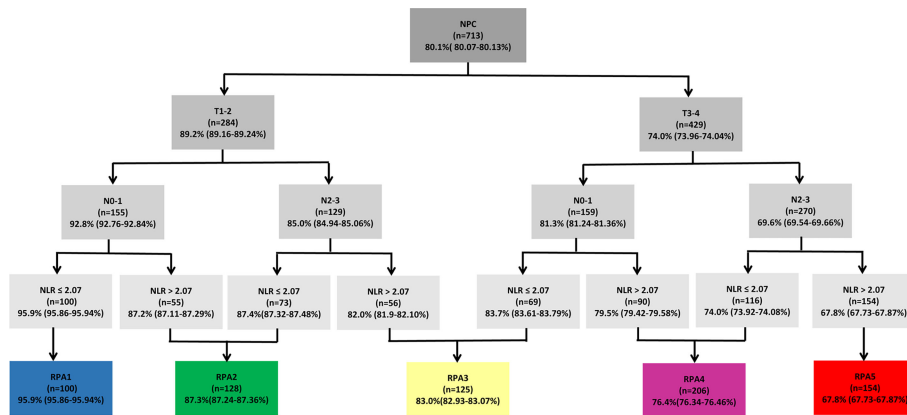 NPC
(n=713)
80.1%( 80.07-80.13%)
T1-2
(n=284)
89.2% (89.16-89.24%)
T3-4
(n=429)
74.0% (73.96-74.04%)
N0-1
(n=155)
92.8% (92.76-92.84%)
N2-3
(n=129)
85.0% (84.94-85.06%)
N0-1
(n=159)
81.3% (81.24-81.36%)
N2-3
(n=270)
69.6% (69.54-69.66%)
NLR ≤ 2.07
(n=100)
95.9% (95.86-95.94%)
NLR > 2.07
(n=55)
87.2% (87.11-87.29%)
NLR ≤ 2.07
(n=73)
87.4%(87.32-87.48%)
NLR > 2.07
(n=56)
82.0% (81.9-82.10%)
NLR ≤ 2.07
(n=69)
83.7% (83.61-83.79%)
NLR > 2.07
(n=90)
79.5% (79.42-79.58%)
NLR ≤ 2.07
(n=116)
74.0% (73.92-74.08%)
NLR > 2.07
(n=154)
67.8% (67.73-67.87%)
RPA1
(n=100)
95.9% (95.86-95.94%)
RPA2
(n=128)
87.3%(87.24-87.36%)
RPA3
(n=125)
83.0%(82.93-83.07%)
RPA4
(n=206)
76.4%(76.34-76.46%)
RPA5
(n=154)
67.8% (67.73-67.87%)